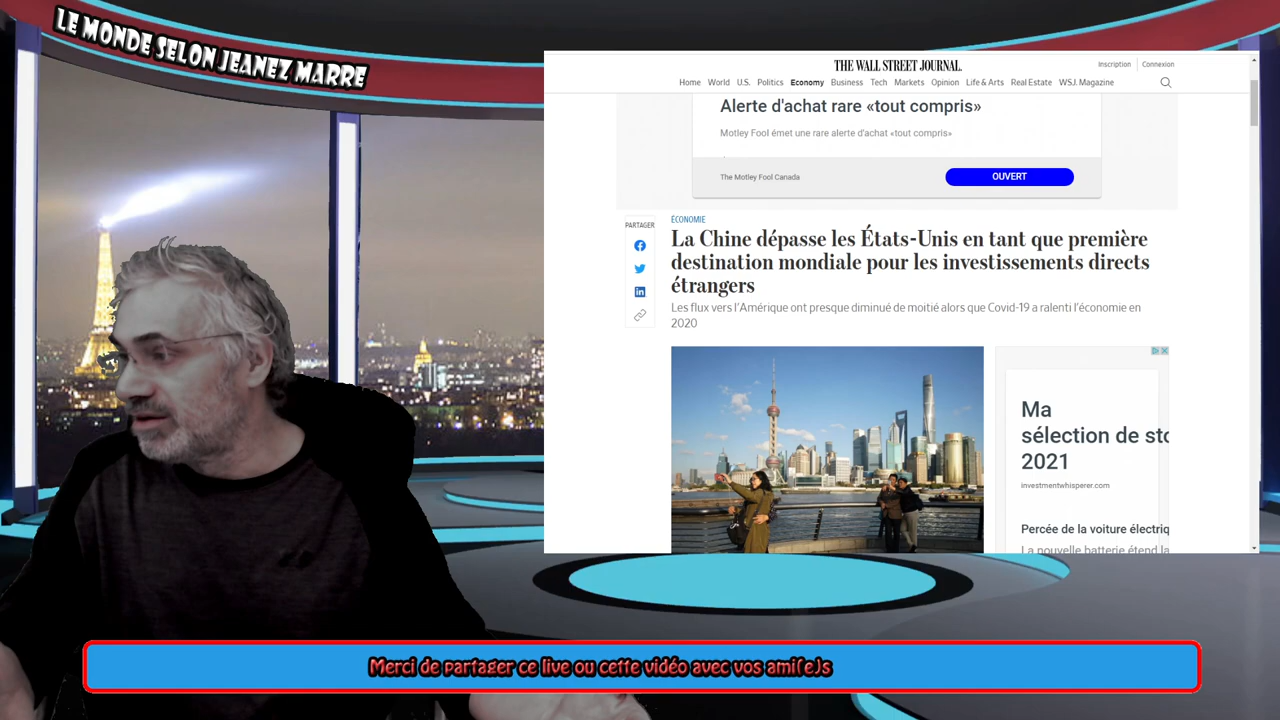 LE MONDE SELON JEANEZ MARRE
THE WALL STREET JOURNAL.
Inscription Connexion
Home World U.S. Politics Economy Business Tech Markets Opinion Life & Arts Real Estate WSJ. Magazine
Alerte d'achat rare «tout compris»
Motley Fool émet une rare alerte d'achat «tout compris»
The Motley Fool Canada
OUVERT
PARTAGER
ÉCONOMIE
La Chine dépasse les États-Unis en tant que première
destination mondiale pour les investissements directs
étrangers
Les flux vers l'Amérique ont presque diminué de moitié alors que Covid-19 a ralenti l'économie en
2020
Ma
sélection de sto
2021
investmentwhisperer.com
Percée de la voiture électriq
La nouvelle batterie étend la
Merci de partager ce live ou cette vidéo avec vos ami(e)s